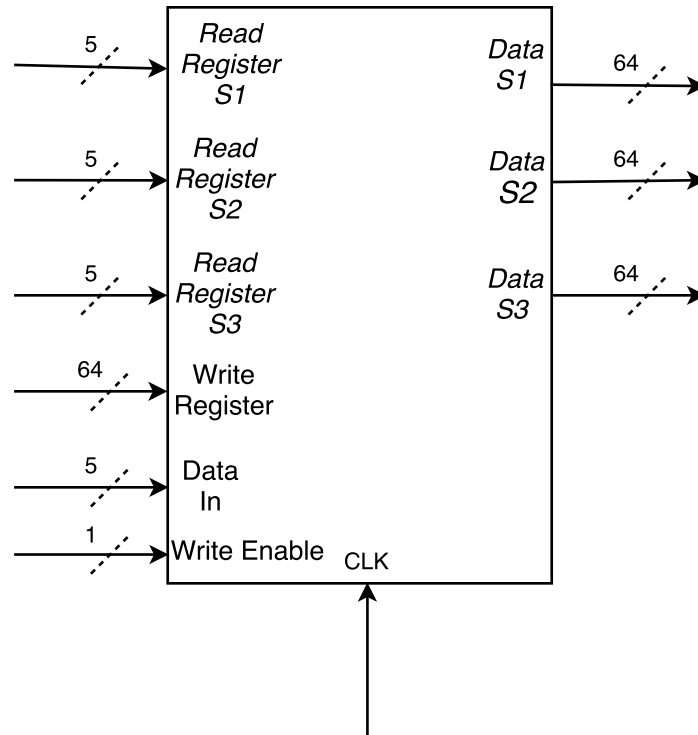 5
Read
Register
S1
Data
S1
64
5
Read
Register
S2
Data
S2
64
5
Read
Register
S3
Data
S3
64
64
Write
Register
5
Data
In
1
Write Enable
CLK